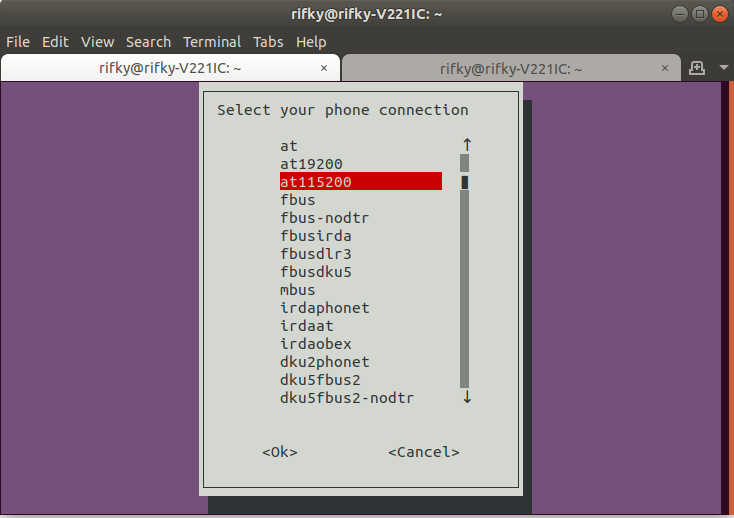 rifky@rifky-V221IC: ~
File Edit View Search Terminal Tabs Help
rifky@rifky-V221IC: ~ × rifky@rifky-V221IC: ~ ×
Select your phone connection
at
at19200
at115200
fbus
fbus-nodtr
fbusirda
fbusdlr3
fbusdku5
mbus
irdaphonet
irdaat
irdaobex
dku2phonet
dku5fbus2
dku5fbus2-nodtr
<Ok> <Cancel>